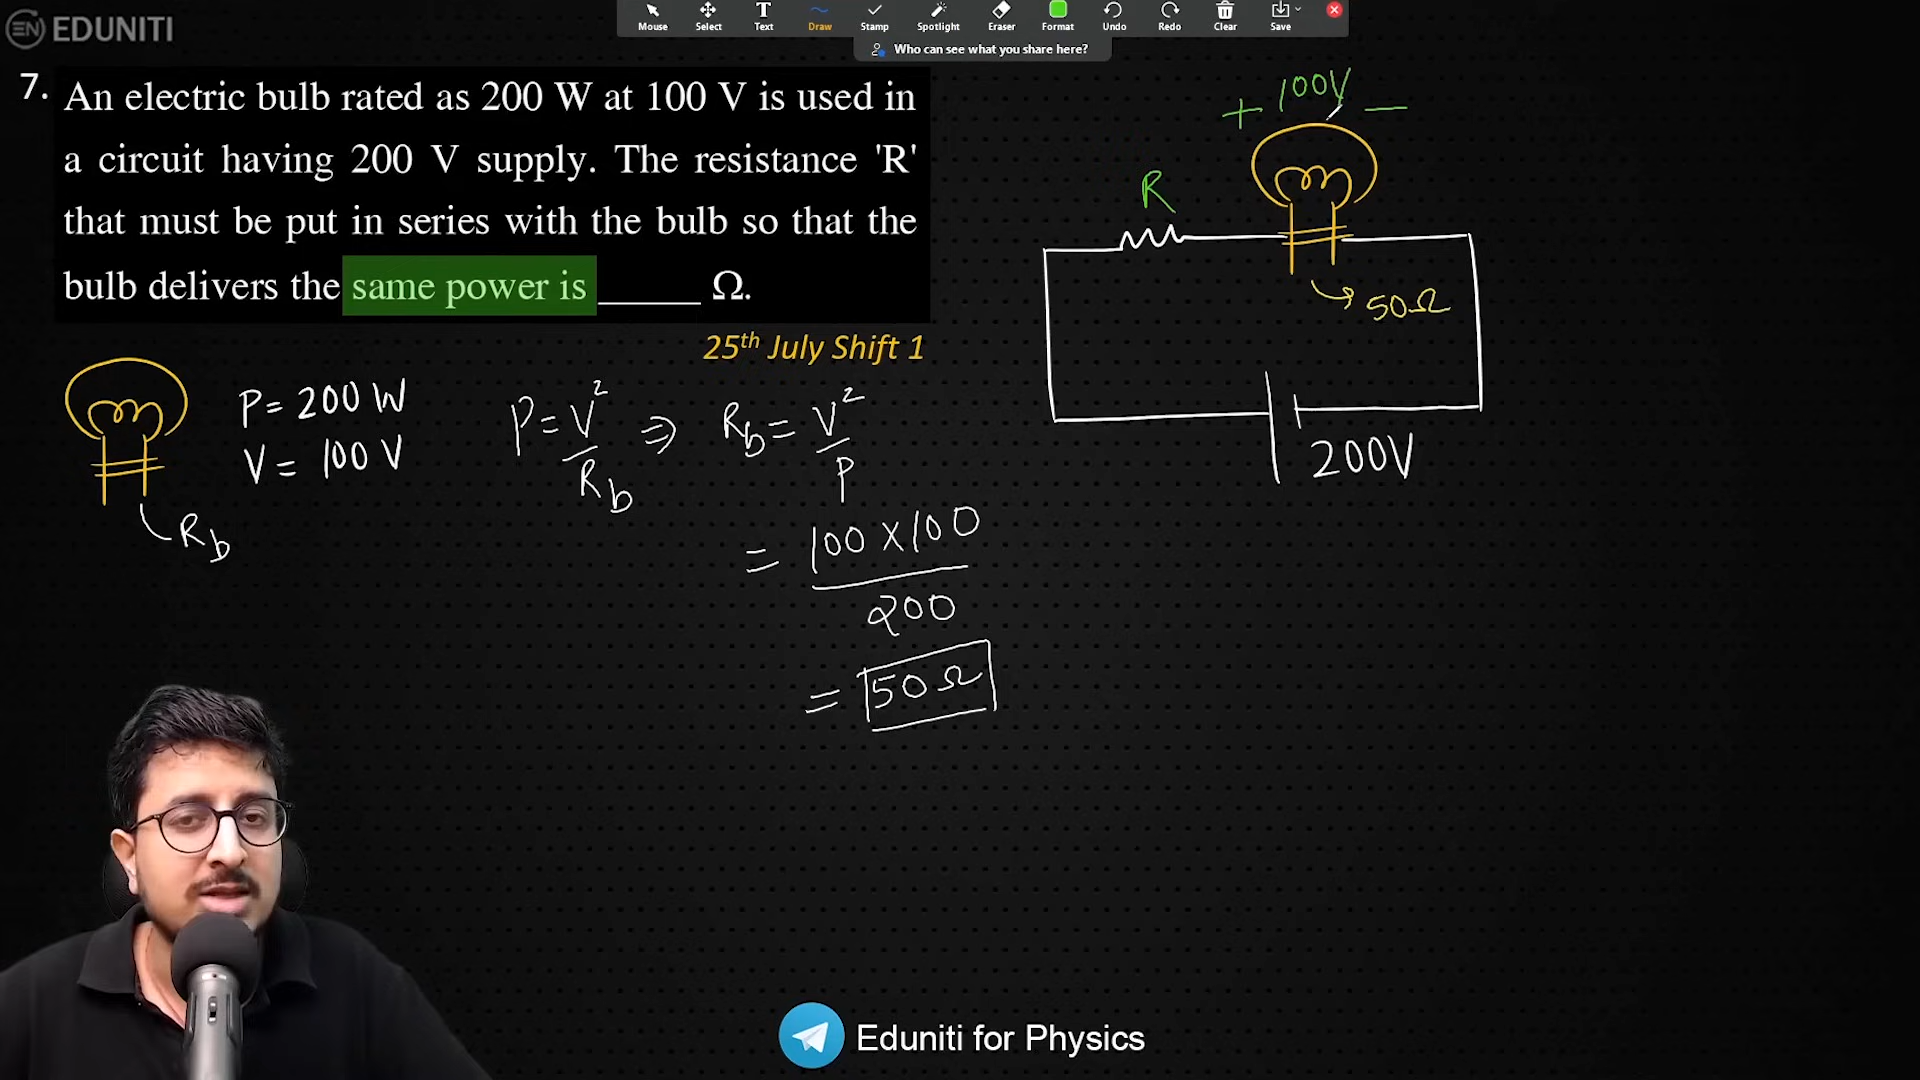 EN EDUNITI
Mouse Select Text Draw Stamp Spotlight Eraser Format Undo Redo Clear Save
Who can see what you share here?
7. An electric bulb rated as 200 W at 100 V is used in
a circuit having 200 V supply. The resistance 'R'
that must be put in series with the bulb so that the
bulb delivers the same power is ______ Ω.
25th July Shift 1
P = 200 W
V = 100 V
Rb
P = V²/Rb ⇒ Rb = V²/P
= 100 × 100
200
= 50Ω
+ 100V −
R
50Ω
200V
Eduniti for Physics